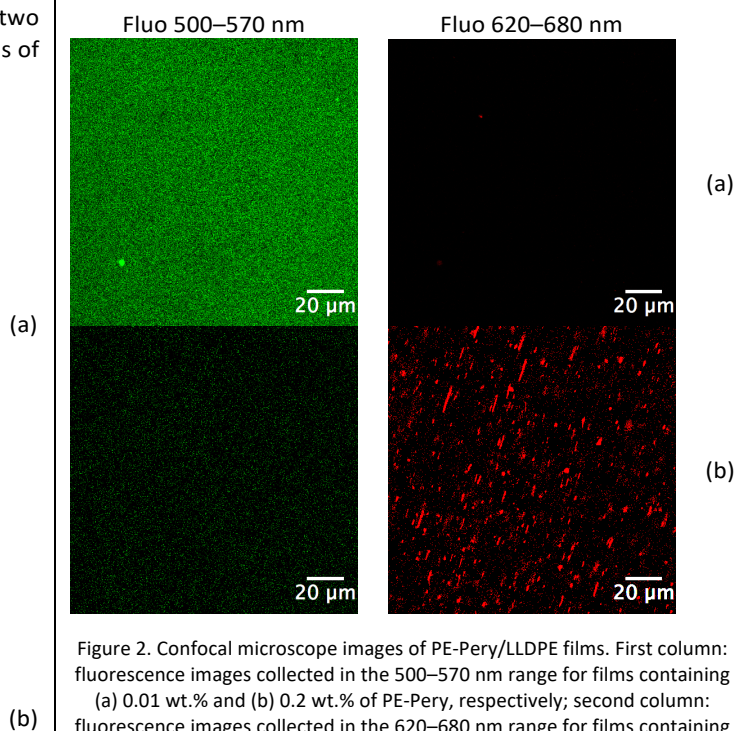 two
s of
Fluo 500–570 nm
Fluo 620–680 nm
(a)
20 µm
20 µm
(a)
(b)
20 µm
20 µm
Figure 2. Confocal microscope images of PE-Pery/LLDPE films. First column:
fluorescence images collected in the 500–570 nm range for films containing
(a) 0.01 wt.% and (b) 0.2 wt.% of PE-Pery, respectively; second column:
fluorescence images collected in the 620–680 nm range for films containing
(b)